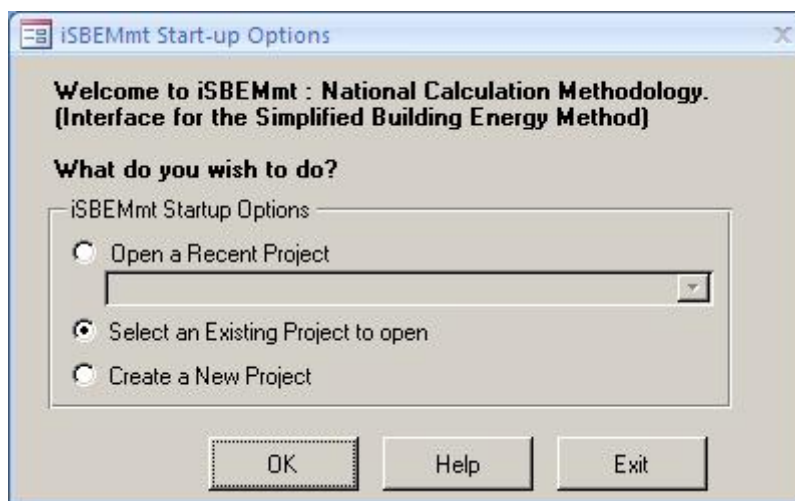 iSBEMmt Start-up Options
Welcome to iSBEMmt : National Calculation Methodology.
(Interface for the Simplified Building Energy Method)
What do you wish to do?
iSBEMmt Startup Options
Open a Recent Project
Select an Existing Project to open
Create a New Project
OK Help Exit